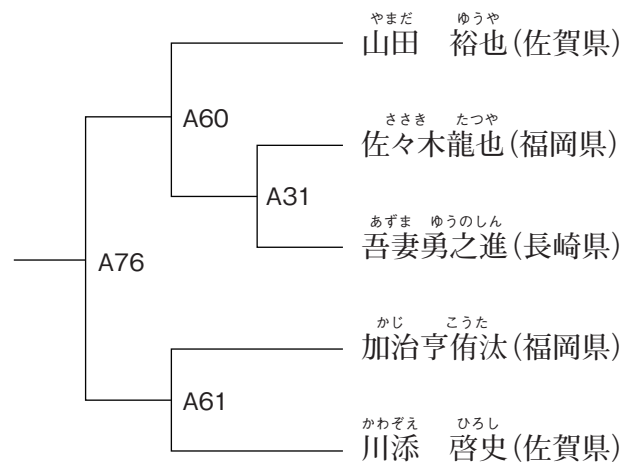 やまだ ゆうや
山田 裕也(佐賀県)
A60
ささき たつや
佐々木龍也(福岡県)
A31
あずま ゆうのしん
吾妻勇之進(長崎県)
A76
かじ こうた
加治亨侑汰(福岡県)
A61
かわぞえ ひろし
川添 啓史(佐賀県)